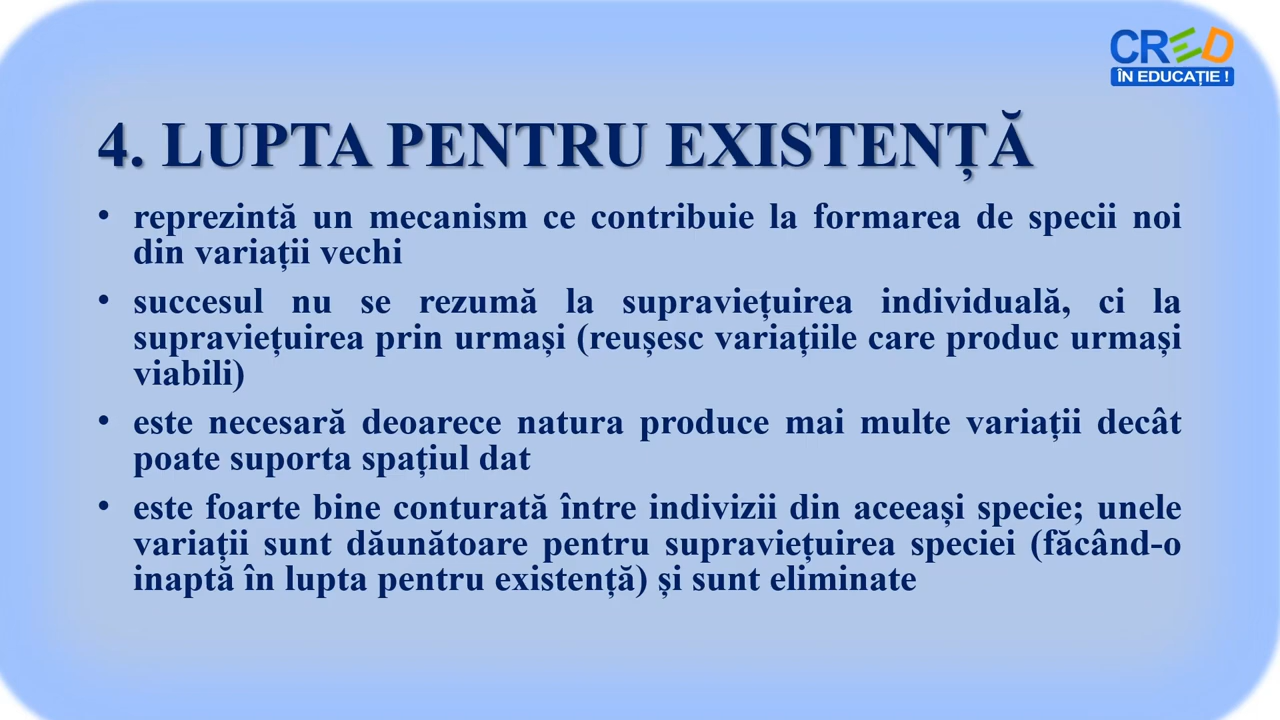 CRED
ÎN EDUCAȚIE !
4. LUPTA PENTRU EXISTENȚĂ
• reprezintă un mecanism ce contribuie la formarea de specii noi
din variații vechi
• succesul nu se rezumă la supraviețuirea individuală, ci la
supraviețuirea prin urmași (reușesc variațiile care produc urmași
viabili)
• este necesară deoarece natura produce mai multe variații decât
poate suporta spațiul dat
• este foarte bine conturată între indivizii din aceeași specie; unele
variații sunt dăunătoare pentru supraviețuirea speciei (făcând-o
inaptă în lupta pentru existență) și sunt eliminate